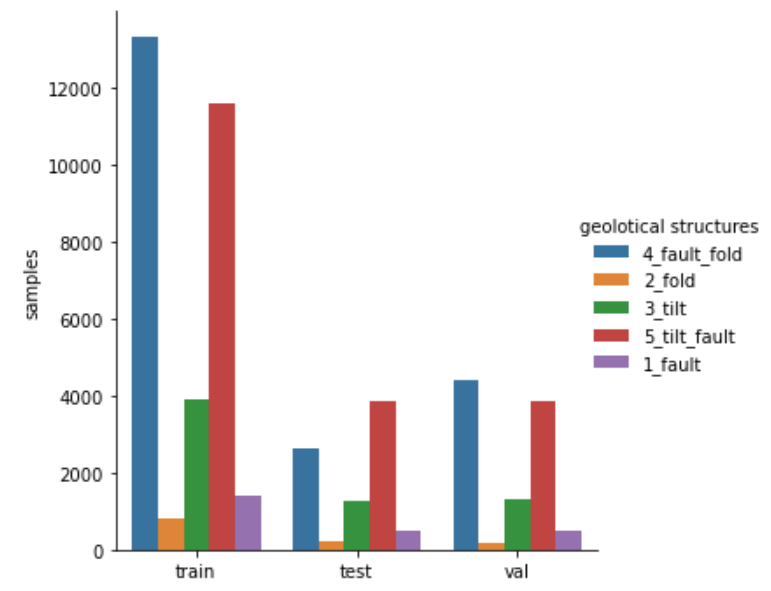 12000
10000
8000
6000
4000
2000
0
samples
train test val
geolotical structures
4_fault_fold
2_fold
3_tilt
5_tilt_fault
1_fault